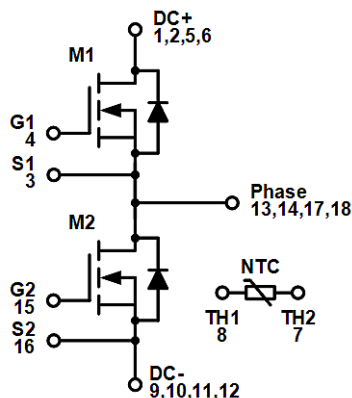 DC+
1,2,5,6
M1
G1
4
S1
3
Phase
13,14,17,18
M2
G2
15
S2
16
NTC
TH1
8
TH2
7
DC-
9,10,11,12